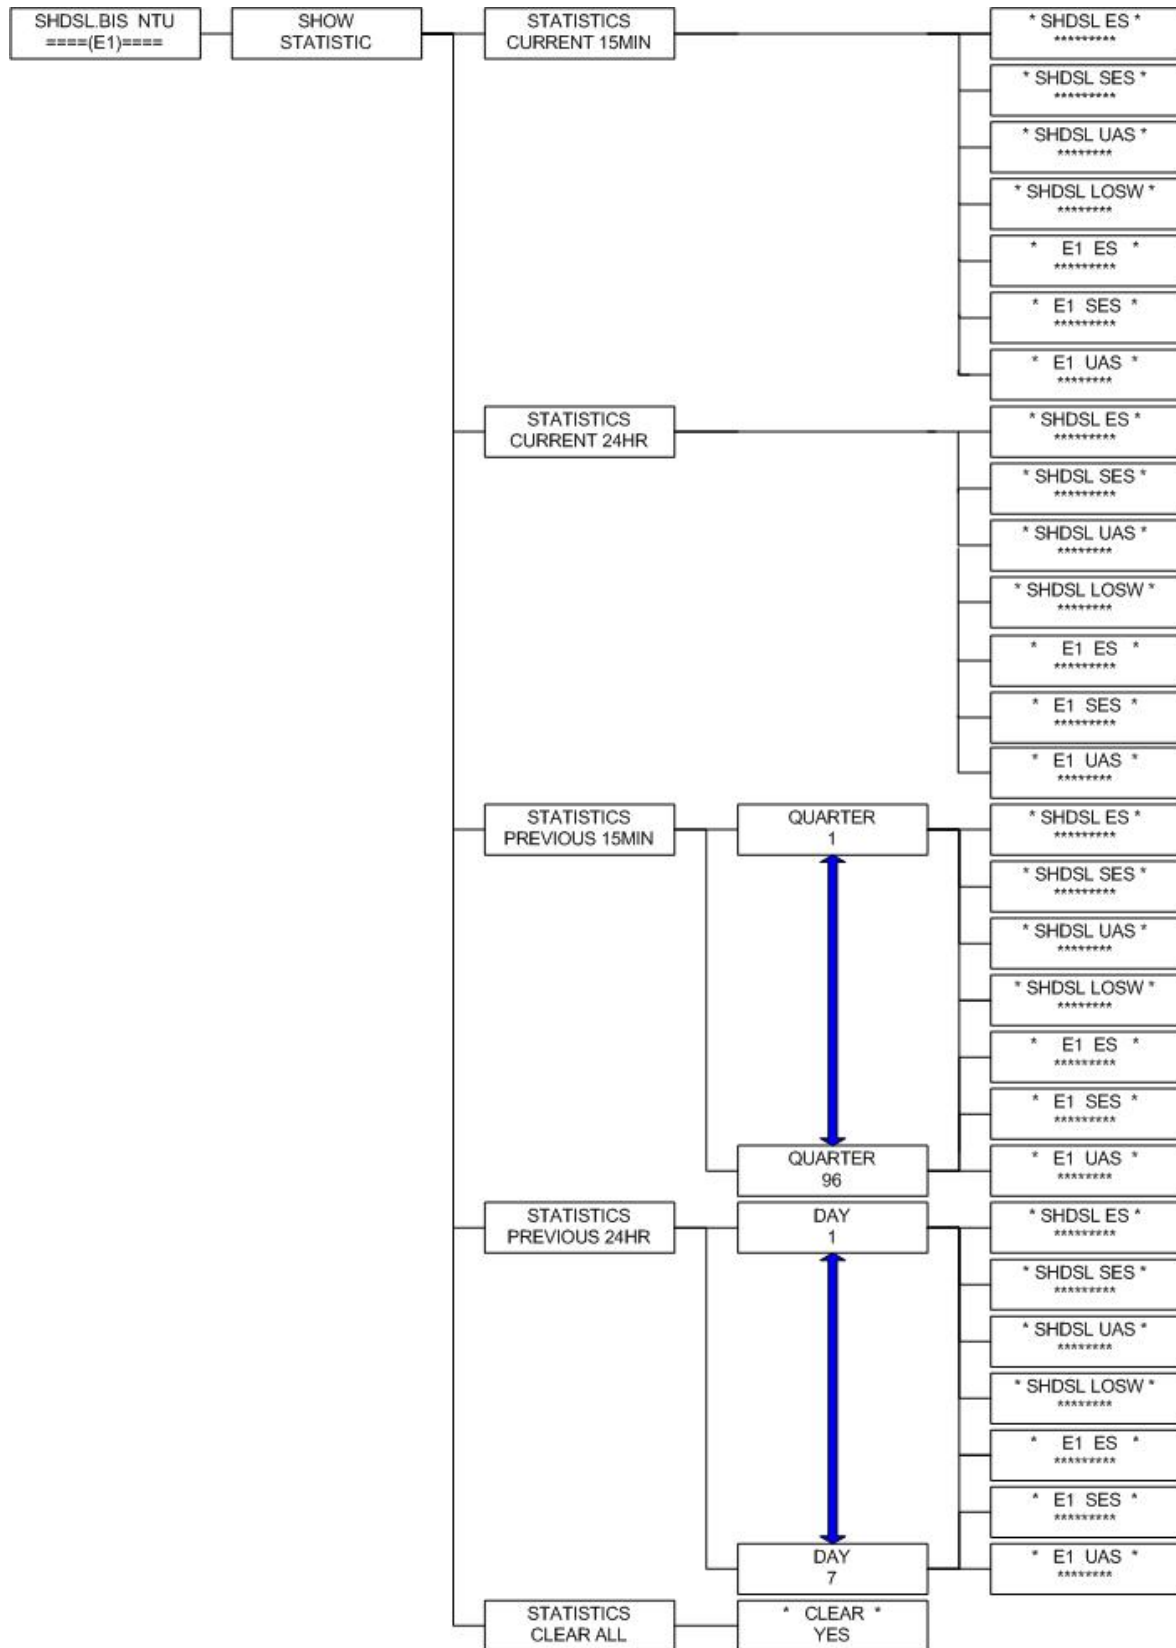 SHDSL.BIS NTU
====(E1)====
SHOW
STATISTIC
STATISTICS
CURRENT 15MIN
* SHDSL ES *
*********
* SHDSL SES *
*********
* SHDSL UAS *
********
* SHDSL LOSW *
********
* E1 ES *
*********
* E1 SES *
*********
* E1 UAS *
********
STATISTICS
CURRENT 24HR
* SHDSL ES *
*********
* SHDSL SES *
*********
* SHDSL UAS *
********
* SHDSL LOSW *
********
* E1 ES *
*********
* E1 SES *
*********
* E1 UAS *
********
STATISTICS
PREVIOUS 15MIN
QUARTER
1
* SHDSL ES *
*********
* SHDSL SES *
*********
* SHDSL UAS *
********
* SHDSL LOSW *
********
* E1 ES *
*********
* E1 SES *
*********
QUARTER
96
* E1 UAS *
********
STATISTICS
PREVIOUS 24HR
DAY
1
* SHDSL ES *
*********
* SHDSL SES *
*********
* SHDSL UAS *
********
* SHDSL LOSW *
********
* E1 ES *
*********
* E1 SES *
*********
DAY
7
* E1 UAS *
********
STATISTICS
CLEAR ALL
* CLEAR *
YES